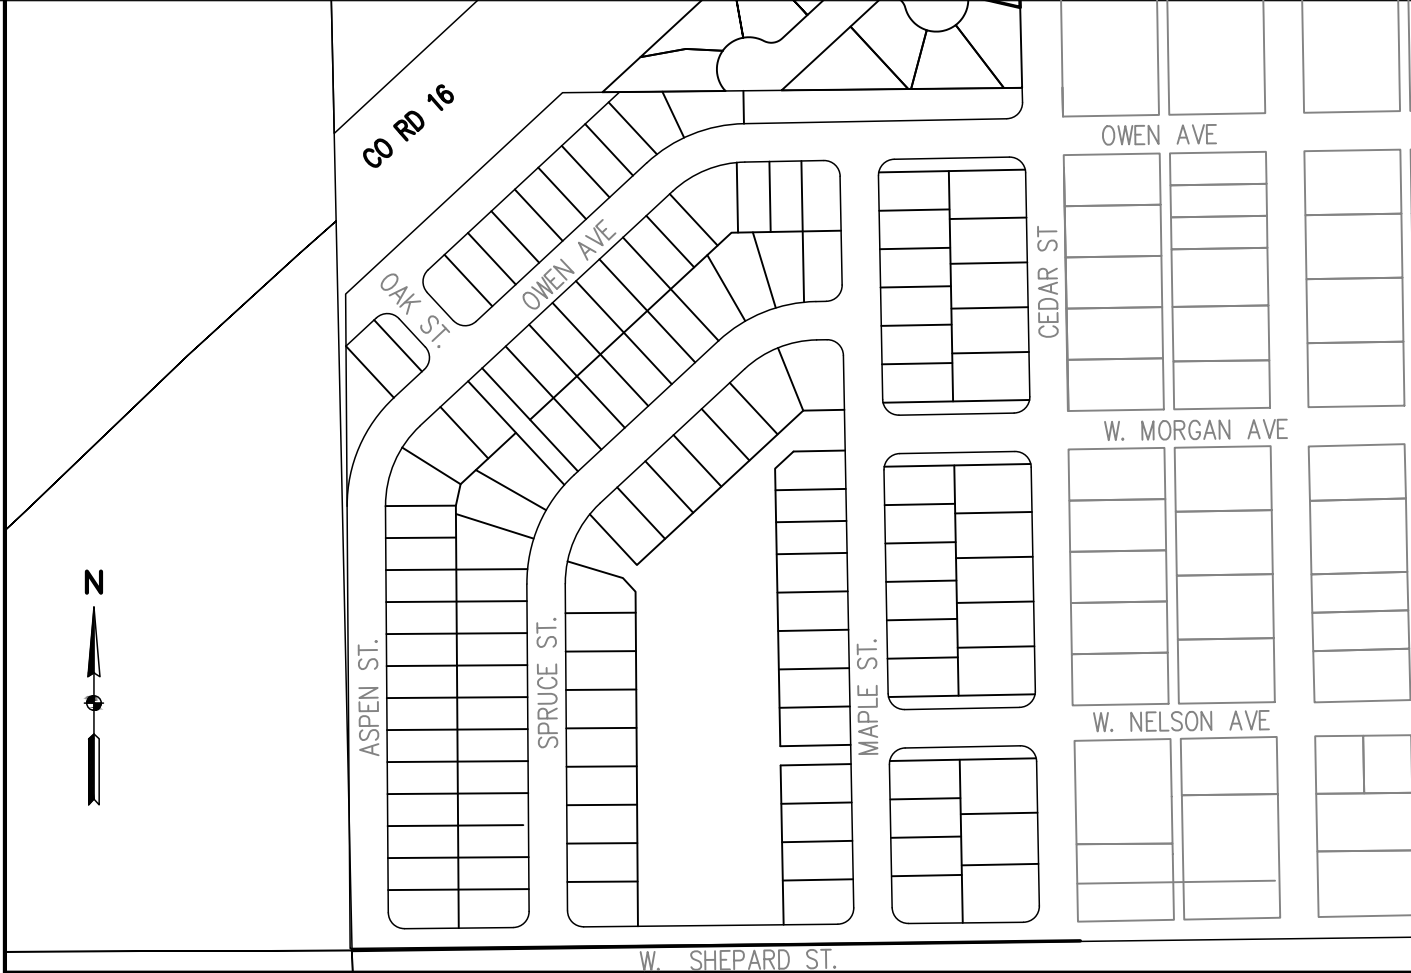 CO RD 16
OWEN AVE
OWEN AVE
CEDAR ST
OAK ST.
W. MORGAN AVE
N
ASPEN ST.
SPRUCE ST.
MAPLE ST.
W. NELSON AVE
W. SHEPARD ST.